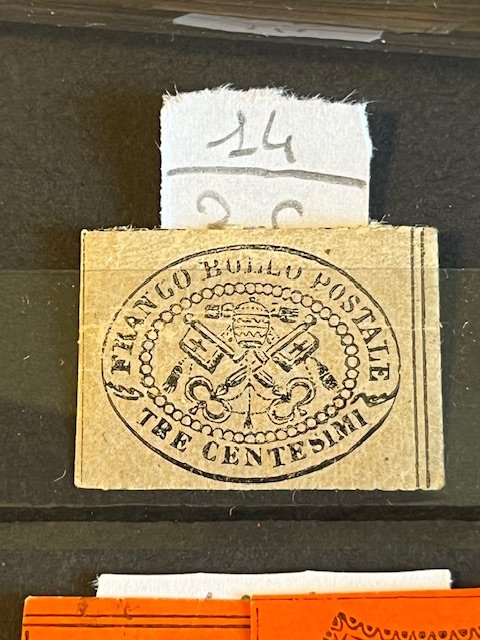 14
FRANCO BOLLO POSTALE
TRE CENTESIMI